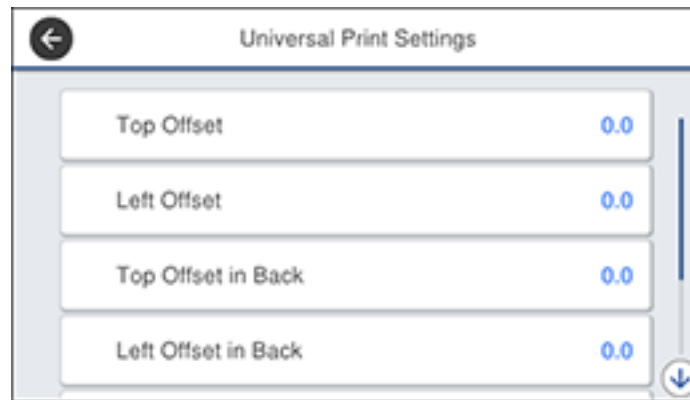 Universal Print Settings
Top Offset 0.0
Left Offset 0.0
Top Offset in Back 0.0
Left Offset in Back 0.0